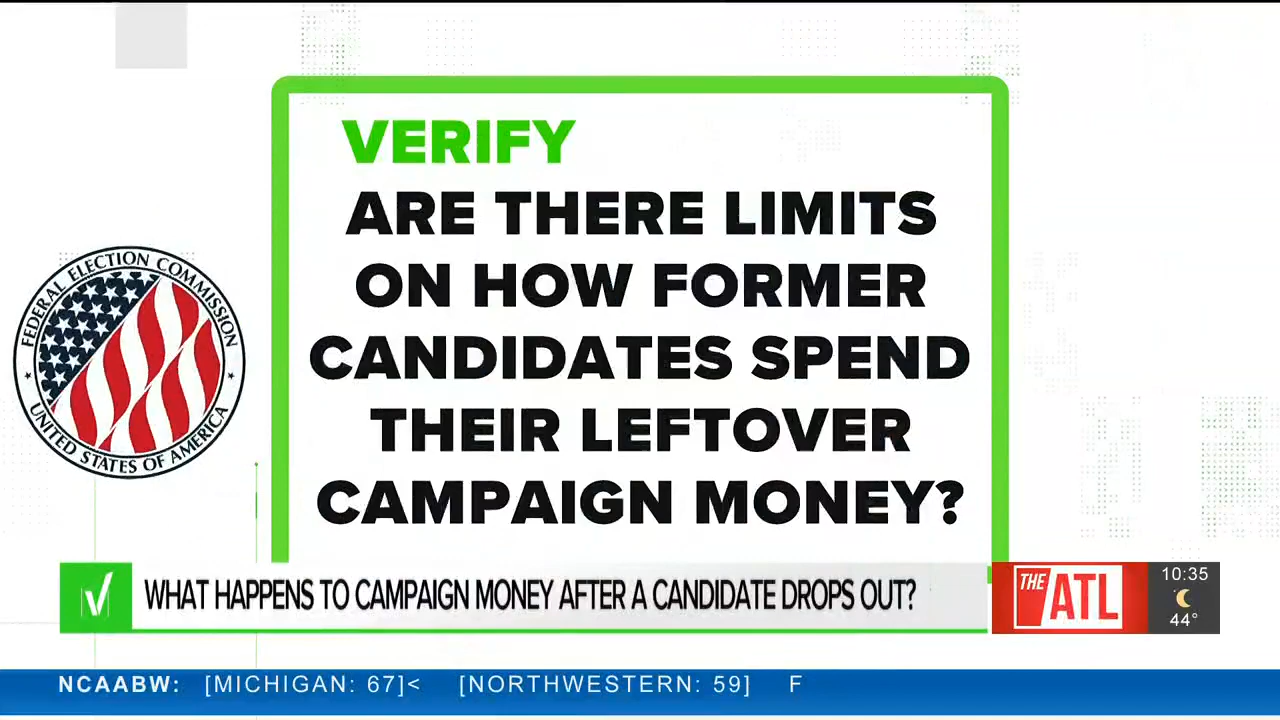 VERIFY
ARE THERE LIMITS
ON HOW FORMER
CANDIDATES SPEND
THEIR LEFTOVER
CAMPAIGN MONEY?
FEDERAL ELECTION COMMISSION
UNITED STATES OF AMERICA
WHAT HAPPENS TO CAMPAIGN MONEY AFTER A CANDIDATE DROPS OUT?
THE ATL
10:35
44°
NCAABW: [MICHIGAN: 67]< [NORTHWESTERN: 59] F